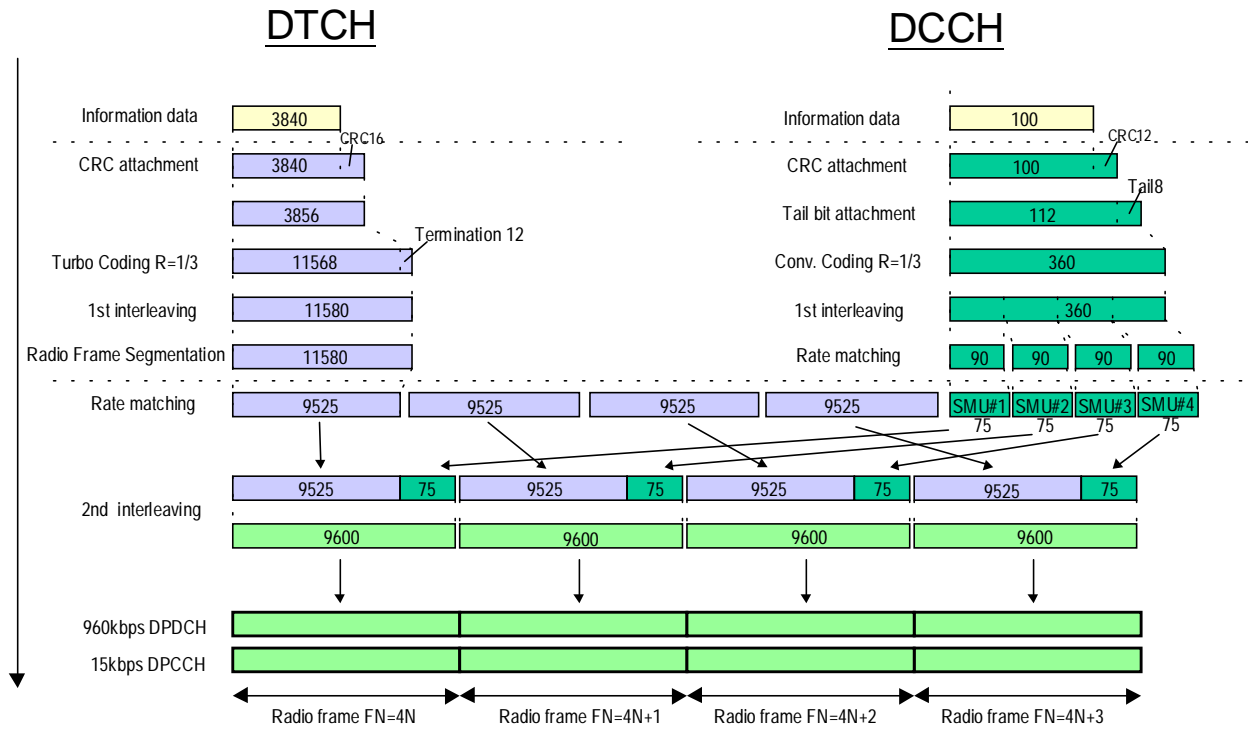 DTCH DCCH
Information data 3840 Information data 100
CRC16 CRC12
CRC attachment 3840 CRC attachment 100
Tail8
3856 Tail bit attachment 112
Termination 12
Turbo Coding R=1/3 11568 Conv. Coding R=1/3 360
1st interleaving 11580 1st interleaving 360
Radio Frame Segmentation 11580 Rate matching 90 90 90 90
Rate matching 9525 9525 9525 9525 SMU#1 SMU#2 SMU#3 SMU#4
75 75 75 75
9525 75 9525 75 9525 75 9525 75
2nd interleaving
9600 9600 9600 9600
960kbps DPDCH
15kbps DPCCH
Radio frame FN=4N Radio frame FN=4N+1 Radio frame FN=4N+2 Radio frame FN=4N+3